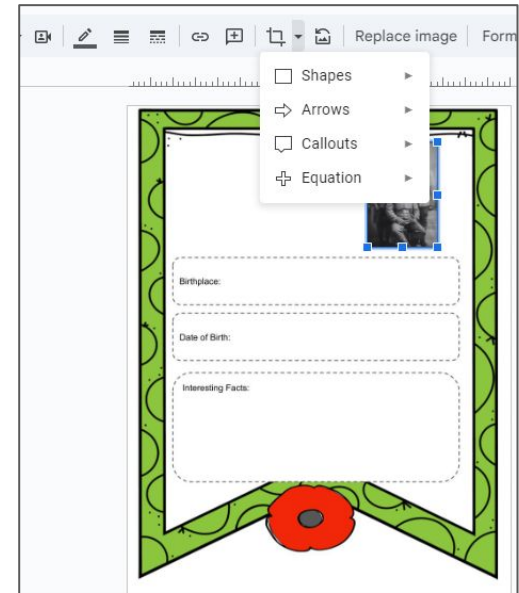 Replace image Form
Shapes
Arrows
Callouts
Equation
Birthplace:
Date of Birth:
Interesting Facts: